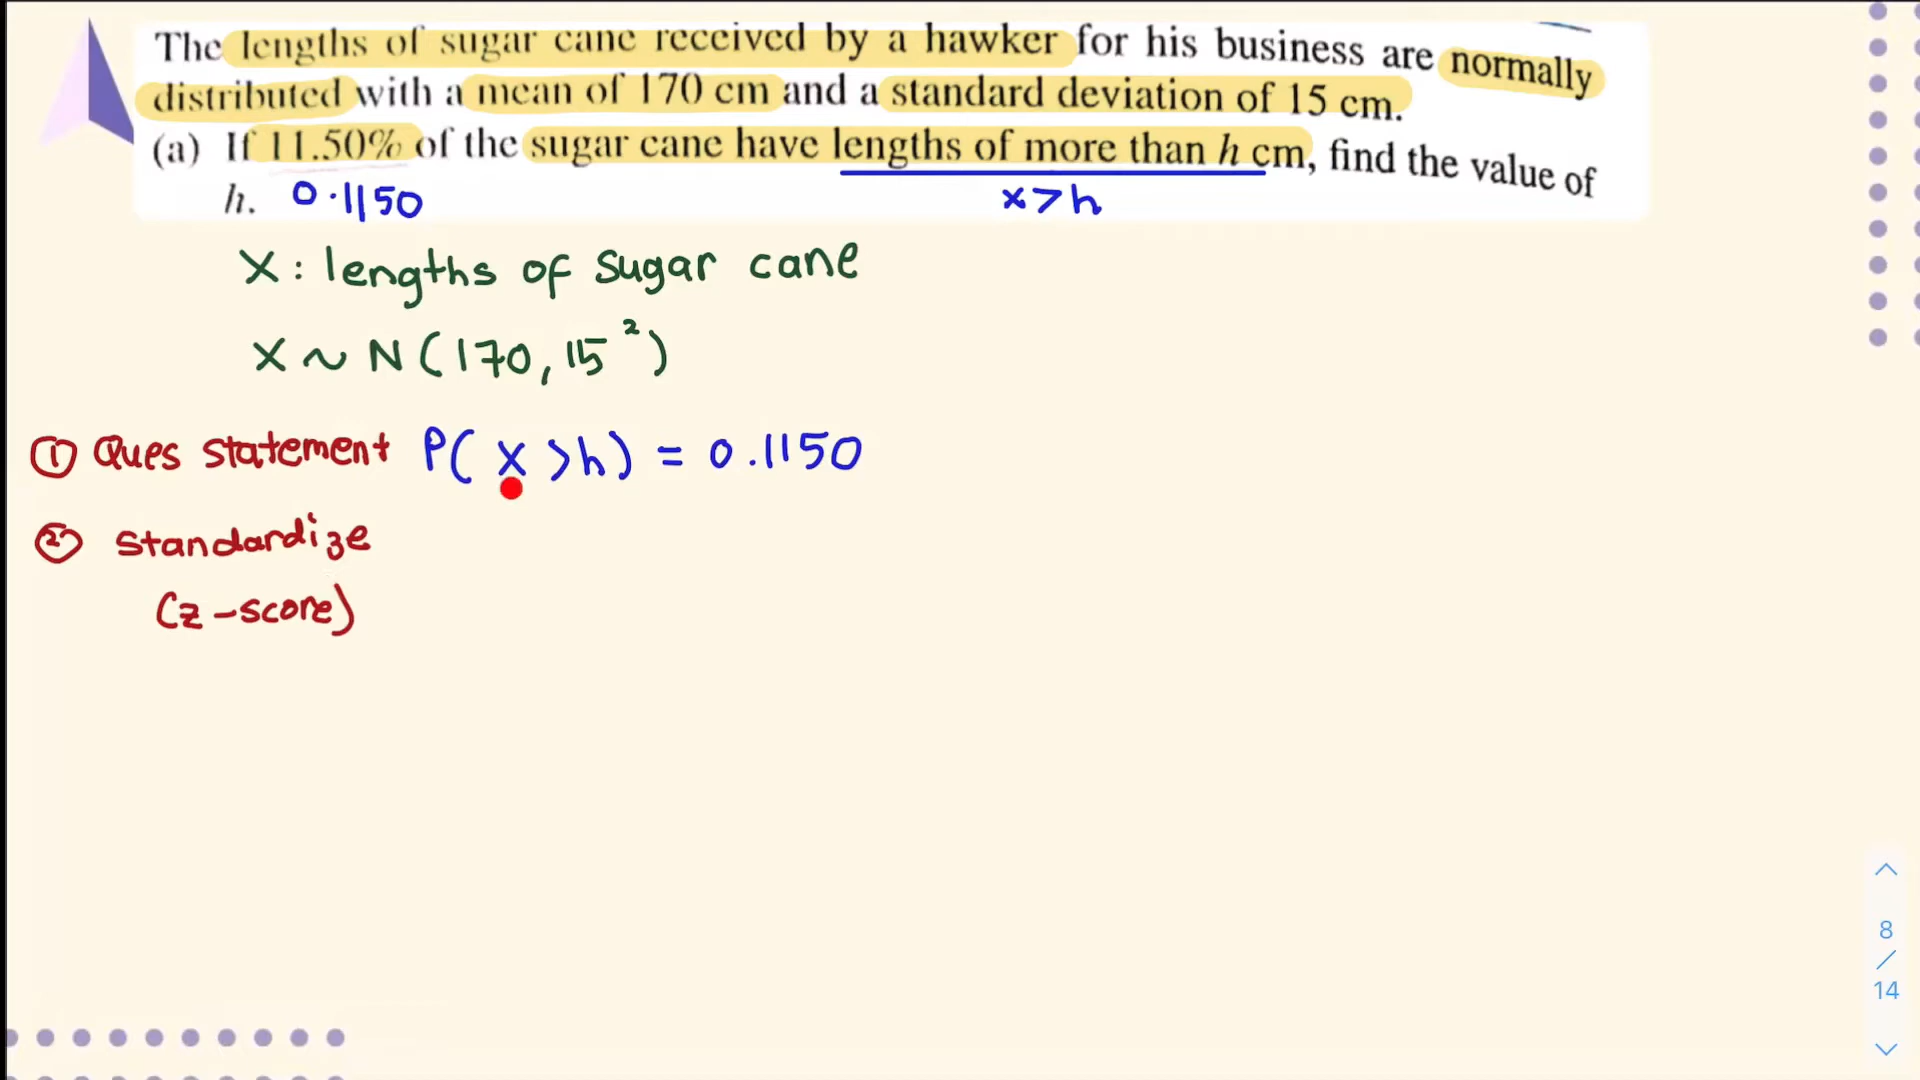 The lengths of sugar cane received by a hawker for his business are normally
distributed with a mean of 170 cm and a standard deviation of 15 cm.
(a) If 11.50% of the sugar cane have lengths of more than h cm, find the value of
h. 0.1150 x>h
X: lengths of sugar cane
X ~ N(170, 15²)
① Ques statement P( X >h) = 0.1150
② standardize
(z-score)
8
/
14